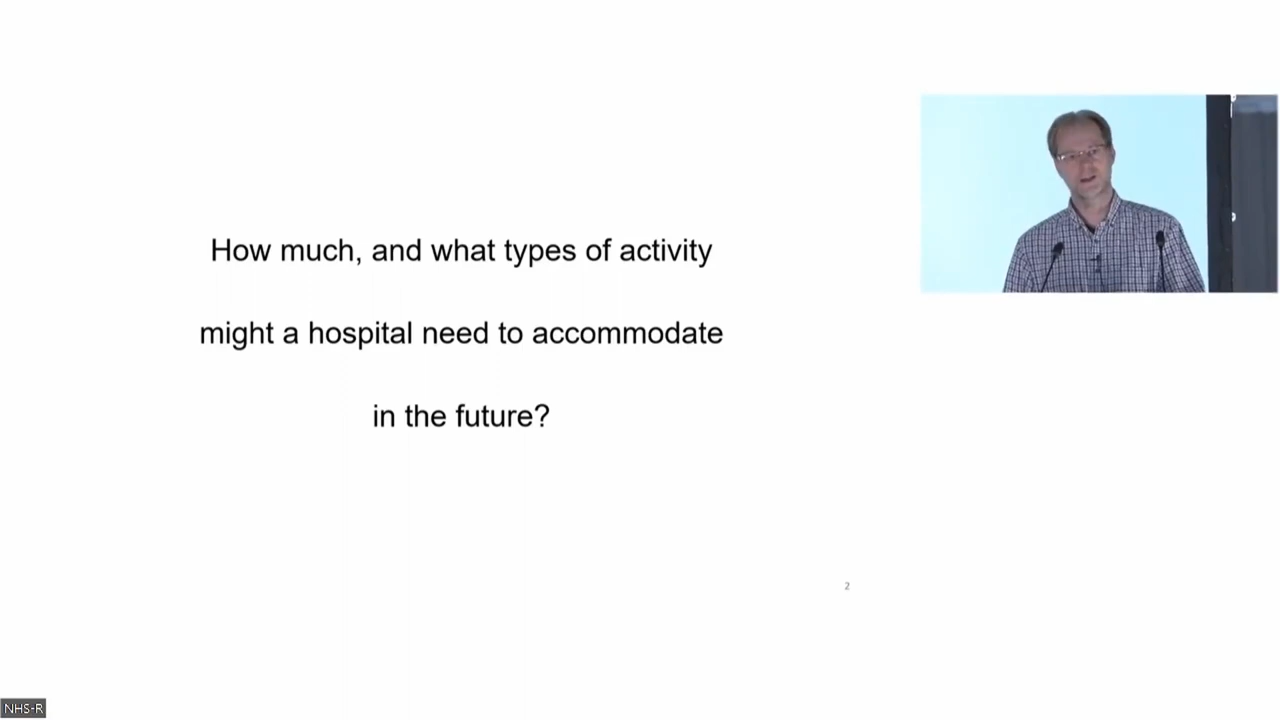 How much, and what types of activity
might a hospital need to accommodate
in the future?
2
NHS-R